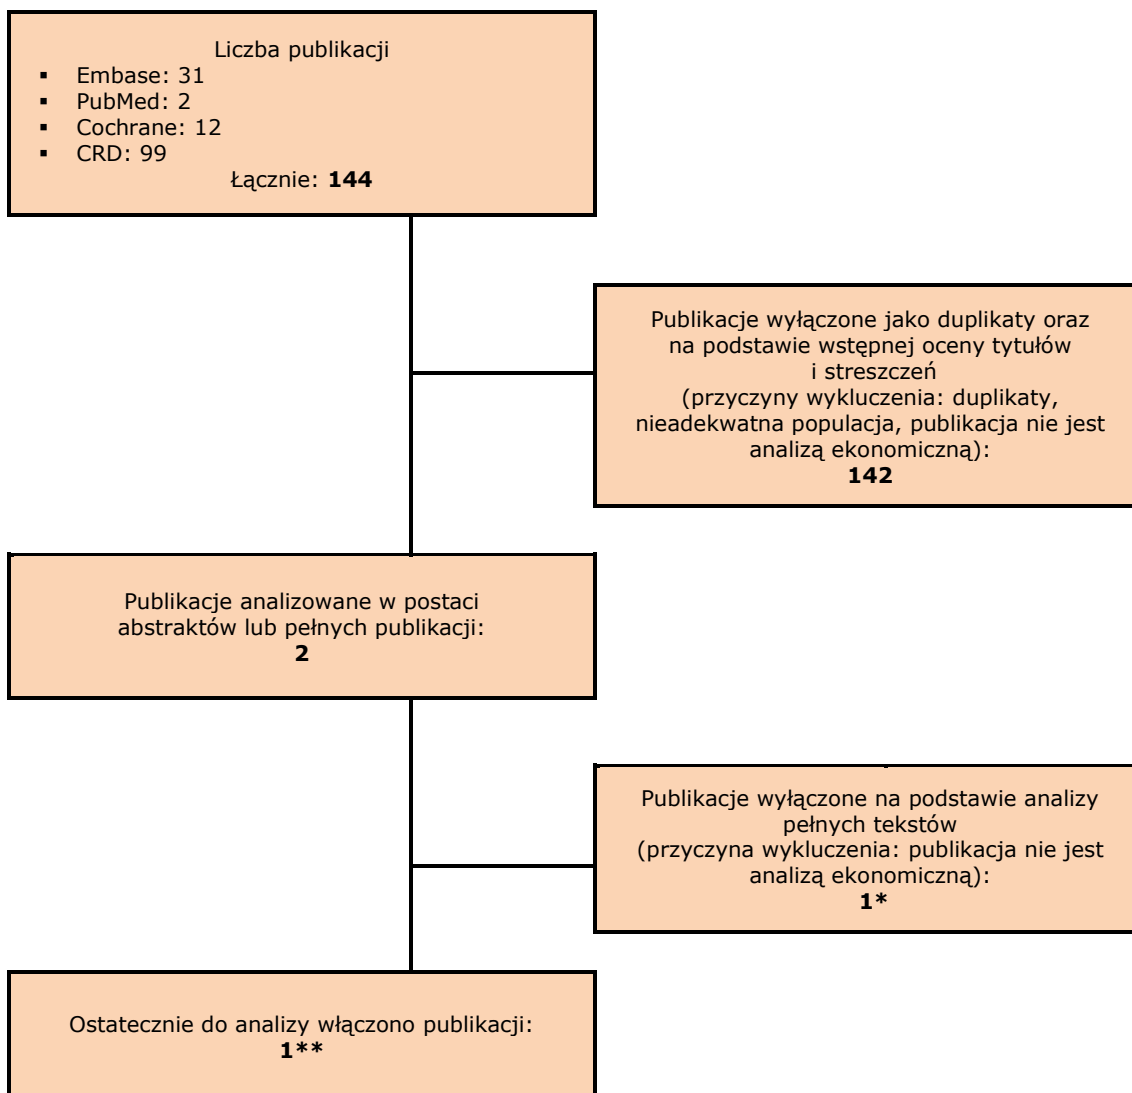 Liczba publikacji
▪ Embase: 31
▪ PubMed: 2
▪ Cochrane: 12
▪ CRD: 99
Łącznie: 144
Publikacje wyłączone jako duplikaty oraz
na podstawie wstępnej oceny tytułów
i streszczeń
(przyczyny wykluczenia: duplikaty,
nieadekwatna populacja, publikacja nie jest
analizą ekonomiczną):
142
Publikacje analizowane w postaci
abstraktów lub pełnych publikacji:
2
Publikacje wyłączone na podstawie analizy
pełnych tekstów
(przyczyna wykluczenia: publikacja nie jest
analizą ekonomiczną):
1*
Ostatecznie do analizy włączono publikacji:
1**